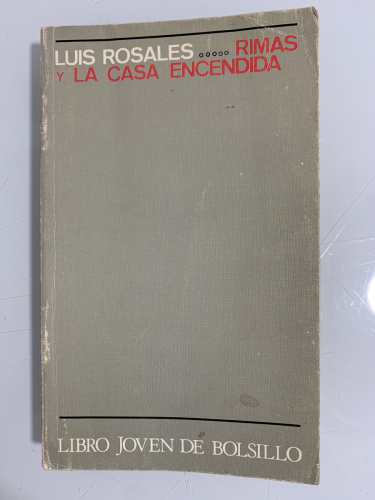 LUIS ROSALES ..... RIMAS
Y LA CASA ENCENDIDA
LIBRO JOVEN DE BOLSILLO